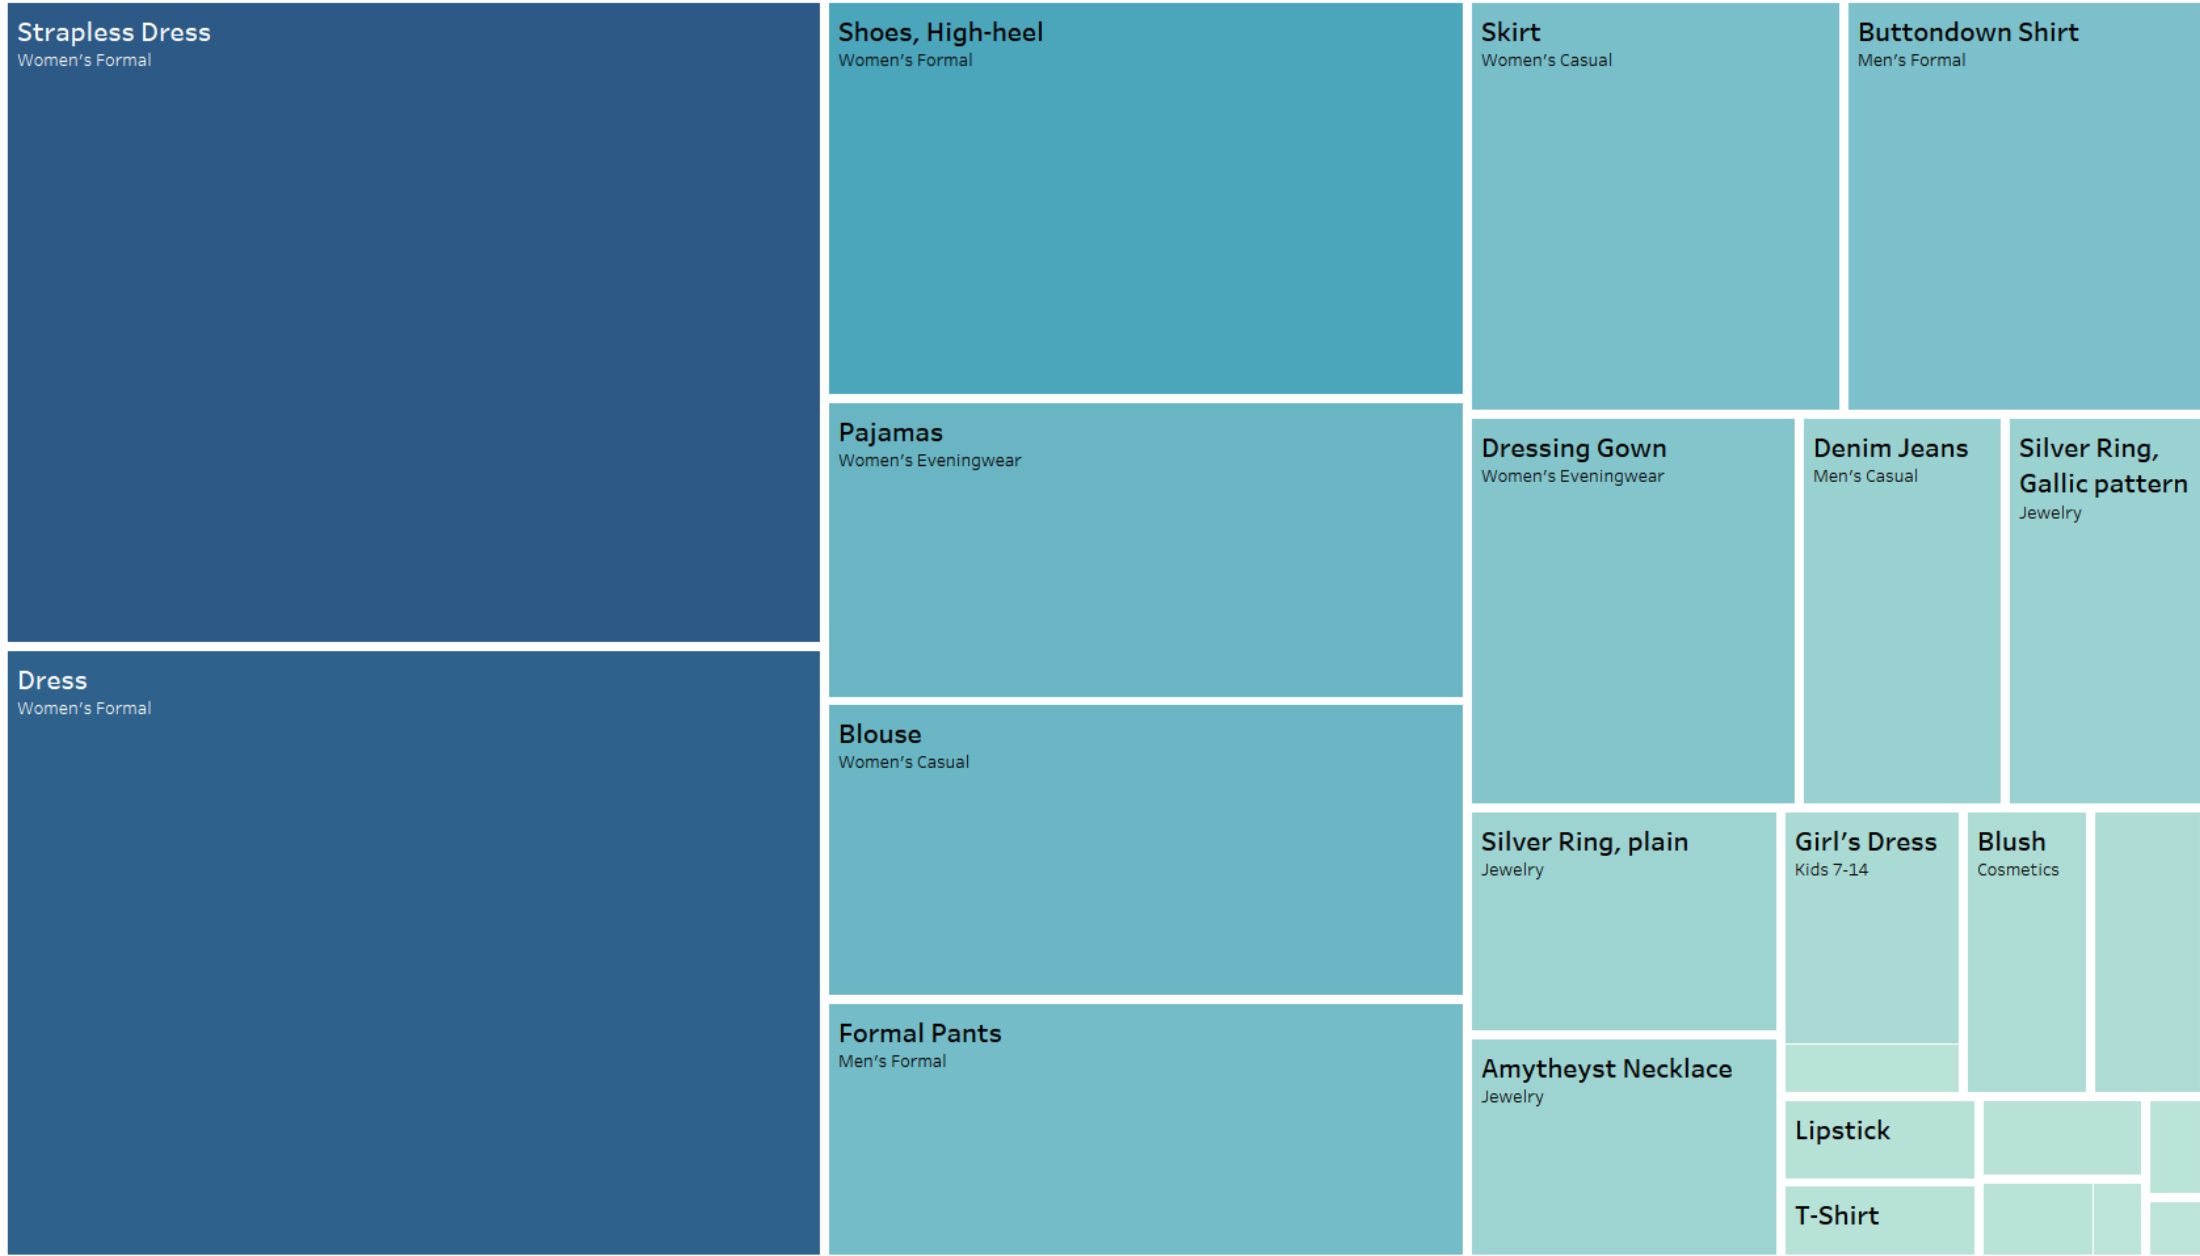 Strapless Dress
Women's Formal
Dress
Women's Formal
Shoes, High-heel
Women's Formal
Pajamas
Women's Eveningwear
Blouse
Women's Casual
Formal Pants
Men's Formal
Skirt
Women's Casual
Buttondown Shirt
Men's Formal
Dressing Gown
Women's Eveningwear
Denim Jeans
Men's Casual
Silver Ring,
Gallic pattern
Jewelry
Silver Ring, plain
Jewelry
Amytheyst Necklace
Jewelry
Girl's Dress
Kids 7-14
Blush
Cosmetics
Lipstick
T-Shirt